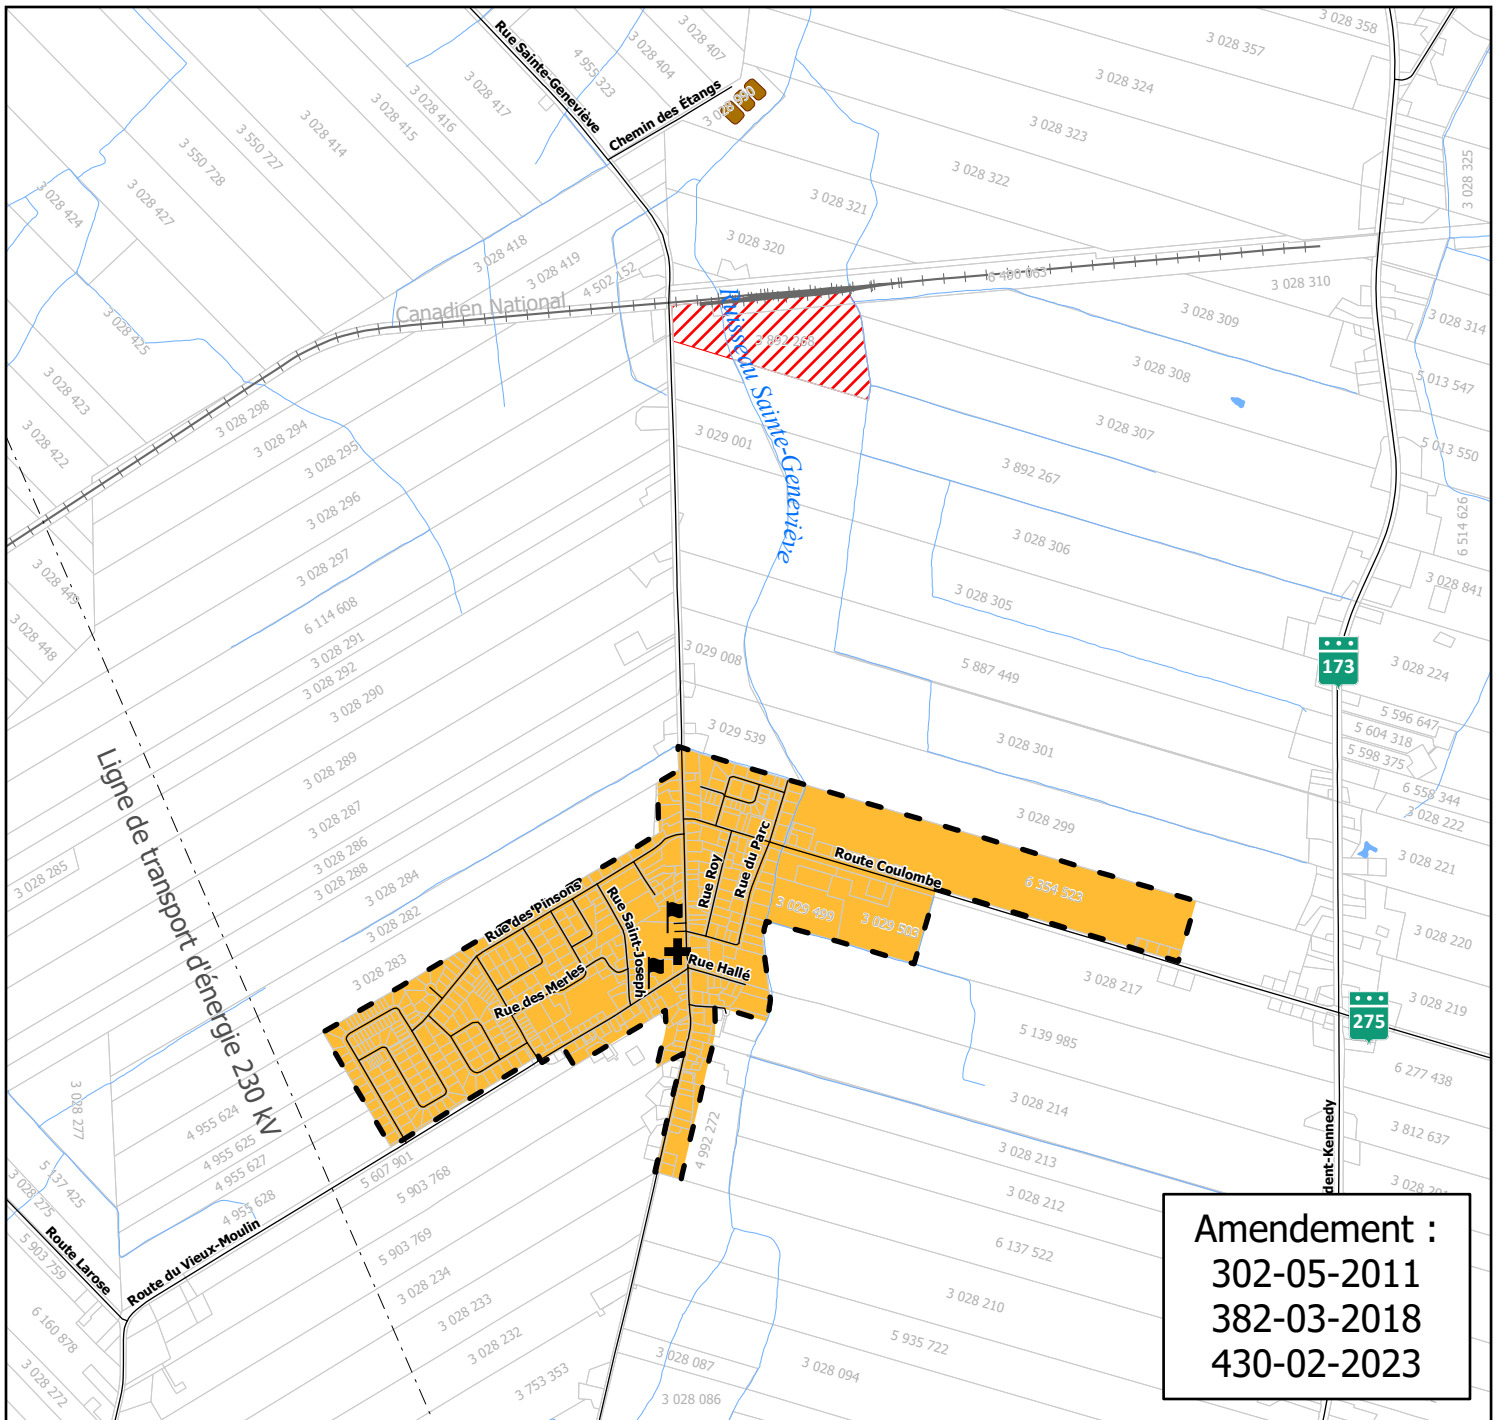 3 028 358
3 028 357
3 028 324
3 028 323
3 028 322
3 028 321
3 028 320
3 028 325
3 028 407
3 028 404
4 955 323
3 028 417
3 028 416
3 028 415
3 028 414
3 550 727
3 550 728
3 028 427
3 028 424
3 028 425
Rue Sainte-Geneviève
Chemin des Étangs
3 028 990
3 028 418
3 028 419
4 502 152
Canadien National
6 490 063
3 028 310
3 028 309
3 028 314
3 892 268
Ruisseau Sainte-Geneviève
3 028 308
5 013 547
3 028 307
5 013 550
3 892 267
3 029 001
3 028 423
3 028 422
3 028 298
3 028 294
3 028 295
3 028 296
3 028 297
6 114 608
3 028 291
3 028 292
3 028 290
3 028 289
3 028 287
3 028 286
3 028 288
3 028 284
3 028 282
3 028 283
3 028 285
3 028 449
3 028 448
6 514 626
3 028 306
3 028 841
3 028 305
3 029 008
5 887 449
173
3 028 224
3 029 539
3 028 301
5 596 647
5 604 318
5 598 375
6 558 344
3 028 222
3 028 299
3 028 221
Ligne de transport d'énergie 230 kV
Rue Roy
Rue du Parc
Route Coulombe
6 354 523
3 029 499
3 029 503
Rue des Pinsons
Rue Saint-Joseph
Rue des Merles
Rue Hallé
3 028 220
3 028 217
3 028 219
275
5 139 985
6 277 438
3 028 214
3 812 637
3 028 213
4 992 272
dent-Kennedy
3 028 212
6 137 522
3 028 210
5 935 722
3 028 094
3 028 087
3 028 086
3 028 277
4 955 624
4 955 625
4 955 627
4 955 628
5 137 425
3 028 275
5 903 759
Route Larose
Route du Vieux-Moulin
5 607 901
5 903 768
5 903 769
3 028 234
3 028 233
3 028 232
3 753 353
6 160 878
3 028 272
Amendement :
302-05-2011
382-03-2018
430-02-2023